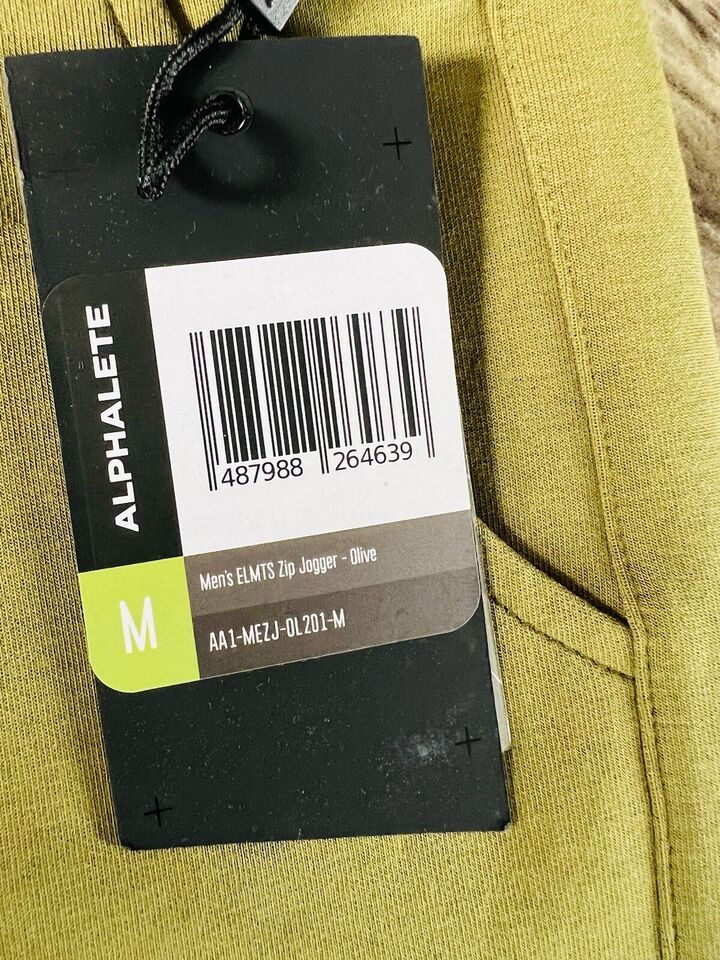 ALPHALETE
487988 264639
M
Men's ELMTS Zip Jogger - Olive
AA1-MEZJ-OL201-M